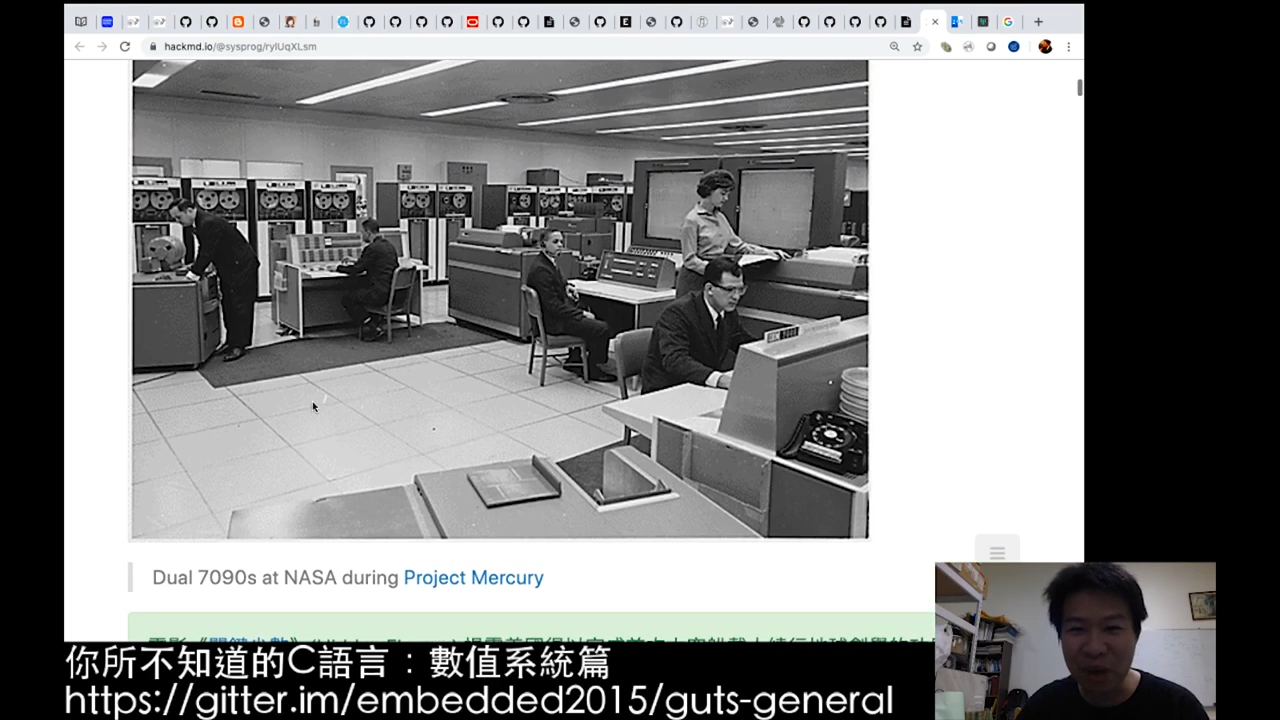 hackmd.io/@sysprog/rylUqXLsm
Dual 7090s at NASA during Project Mercury
你所不知道的C語言：數值系統篇
https://gitter.im/embedded2015/guts-general